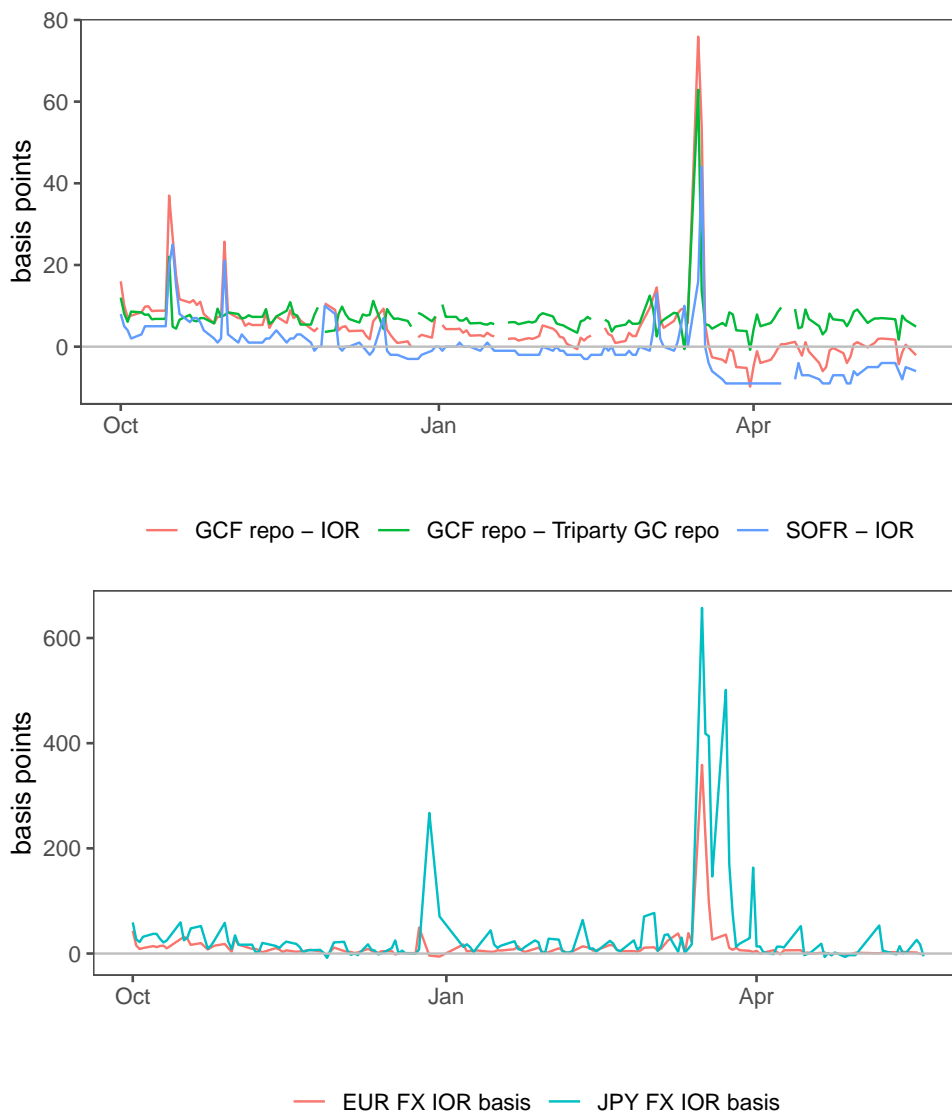 80
60
40
20
0
basis points
Oct Jan Apr
GCF repo – IOR GCF repo – Triparty GC repo SOFR – IOR
600
400
200
0
basis points
Oct Jan Apr
EUR FX IOR basis JPY FX IOR basis